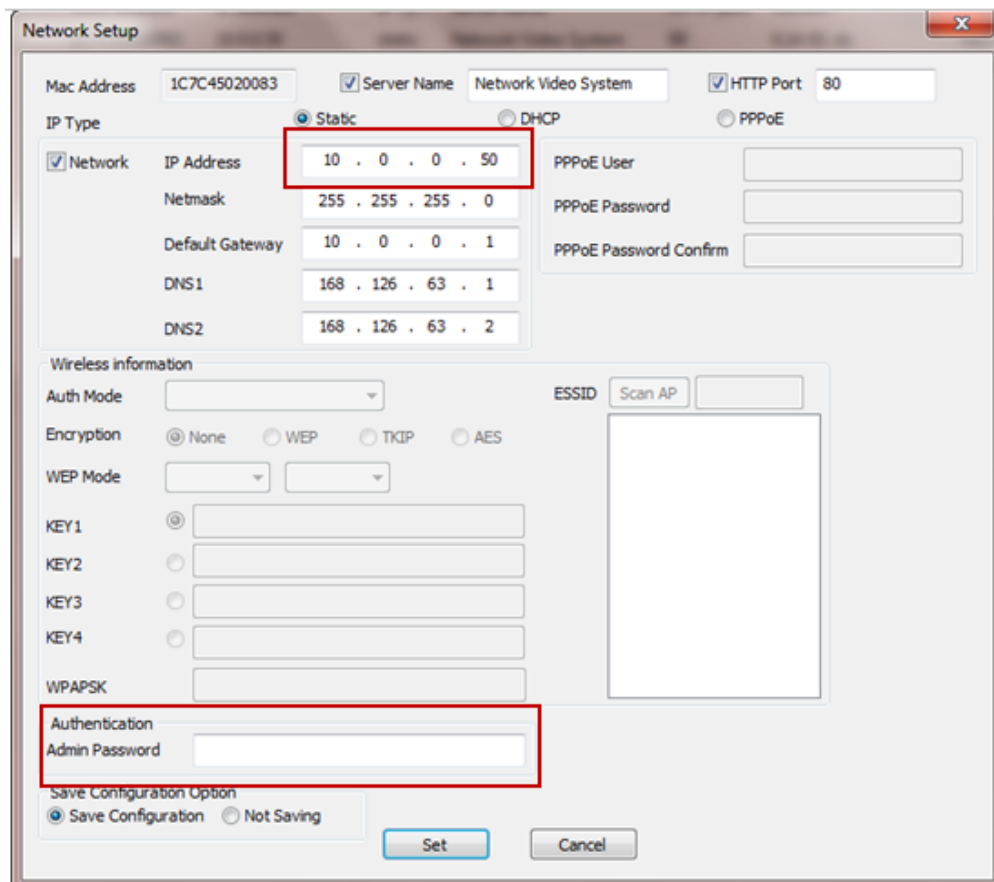 Network Setup
Mac Address 1C7C45020083 Server Name Network Video System HTTP Port 80
IP Type Static DHCP PPPoE
Network IP Address 10 . 0 . 0 . 50 PPPoE User
Netmask 255 . 255 . 255 . 0 PPPoE Password
Default Gateway 10 . 0 . 0 . 1 PPPoE Password Confirm
DNS1 168 . 126 . 63 . 1
DNS2 168 . 126 . 63 . 2
Wireless information
Auth Mode ESSID Scan AP
Encryption None WEP TKIP AES
WEP Mode
KEY1
KEY2
KEY3
KEY4
WPAPSK
Authentication
Admin Password
Save Configuration Option
Save Configuration Not Saving
Set Cancel